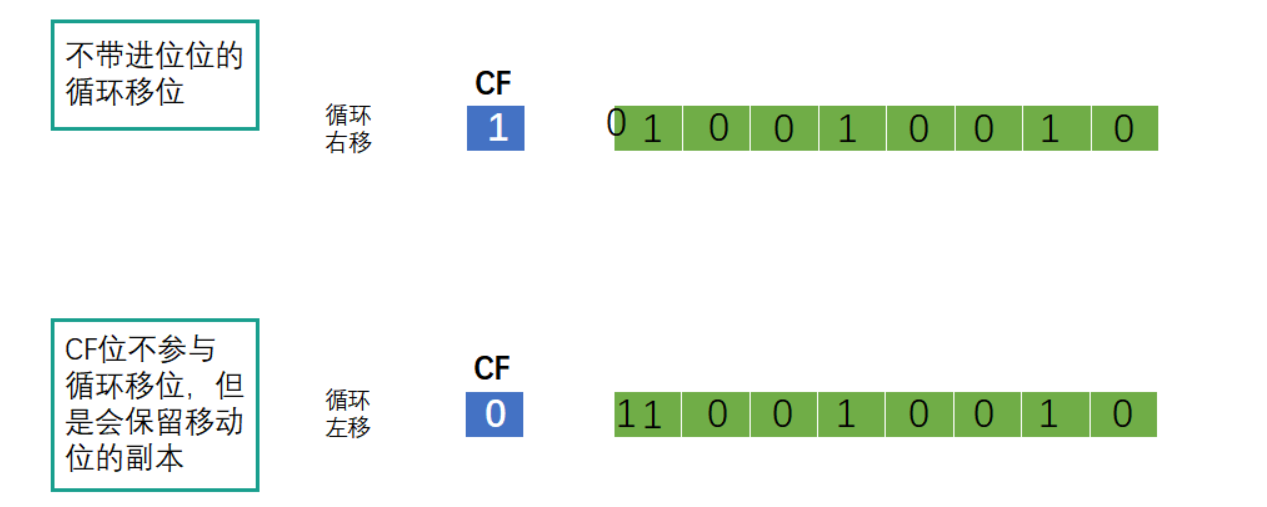 不带进位位的
循环移位
循环
右移
CF
1
0 1 0 0 1 0 0 1 0
CF位不参与
循环移位，但
是会保留移动
位的副本
循环
左移
CF
0
1 1 0 0 1 0 0 1 0